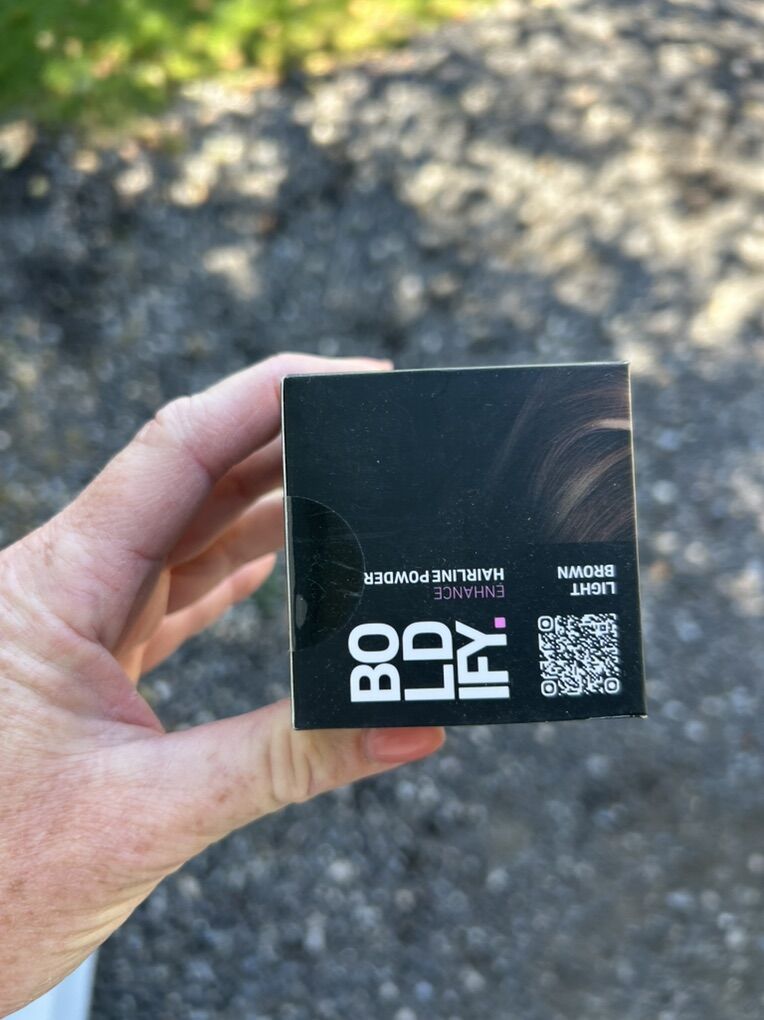 BO
LD
IFY.
ENHANCE
HAIRLINE POWDER
LIGHT
BROWN